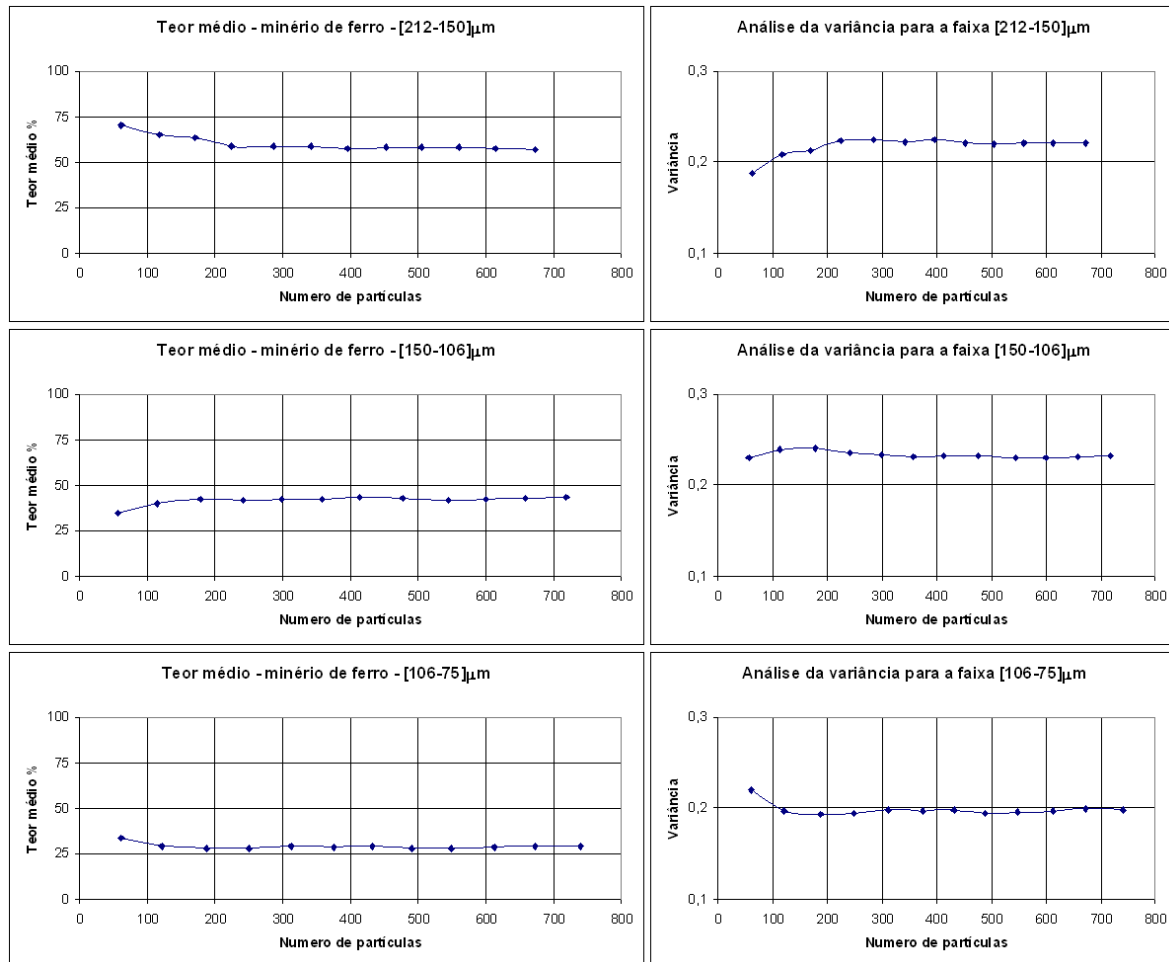 Teor médio - minério de ferro - [212-150]µm
100
75
50
25
0
Teor médio %
0 100 200 300 400 500 600 700 800
Numero de partículas
Análise da variância para a faixa [212-150]µm
0,3
0,2
0,1
Variância
0 100 200 300 400 500 600 700 800
Numero de partículas
Teor médio - minério de ferro - [150-106]µm
100
75
50
25
0
Teor médio %
0 100 200 300 400 500 600 700 800
Numero de partículas
Análise da variância para a faixa [150-106]µm
0,3
0,2
0,1
Variância
0 100 200 300 400 500 600 700 800
Numero de partículas
Teor médio - minério de ferro - [106-75]µm
100
75
50
25
0
Teor médio %
0 100 200 300 400 500 600 700 800
Numero de partículas
Análise da variância para a faixa [106-75]µm
0,3
0,2
0,1
Variância
0 100 200 300 400 500 600 700 800
Numero de partículas